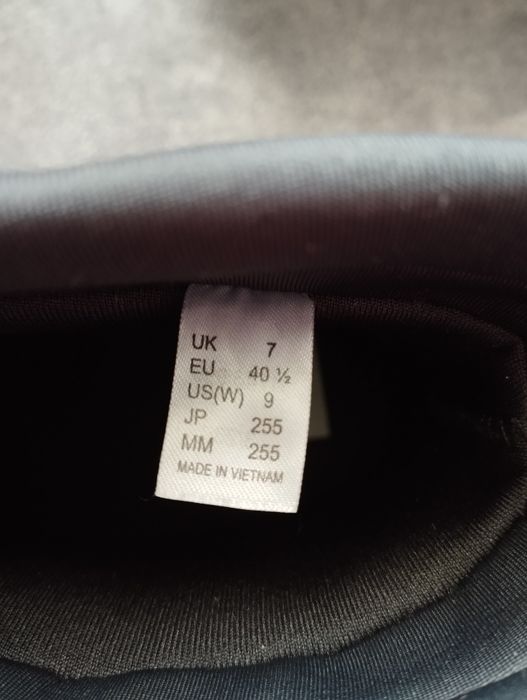 UK 7
EU 40 ½
US(W) 9
JP 255
MM 255
MADE IN VIETNAM